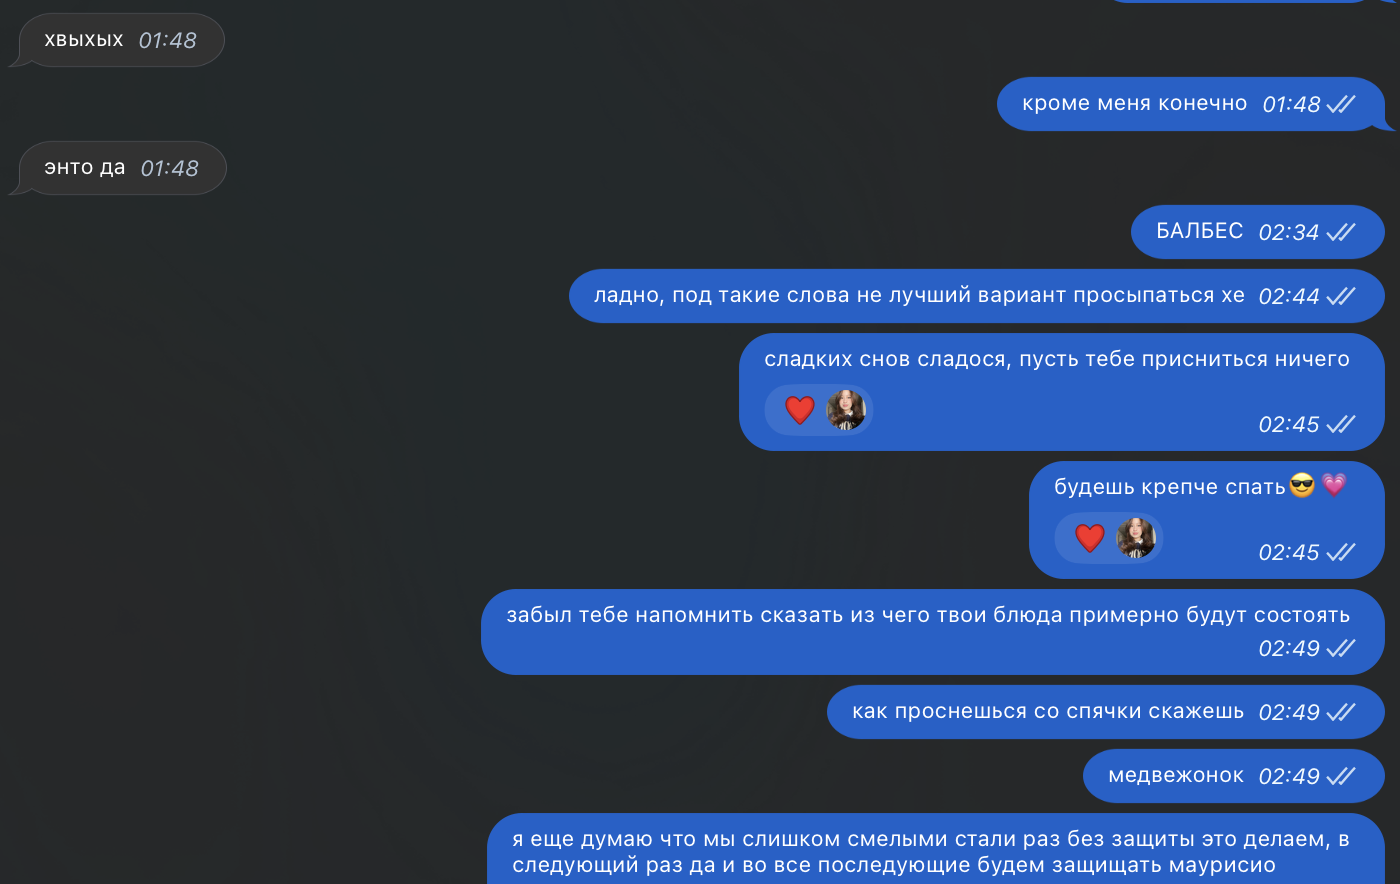 хвыхых 01:48
кроме меня конечно 01:48
энто да 01:48
БАЛБЕС 02:34
ладно, под такие слова не лучший вариант просыпаться хе 02:44
сладких снов сладося, пусть тебе присниться ничего
02:45
будешь крепче спать😎💗
02:45
забыл тебе напомнить сказать из чего твои блюда примерно будут состоять
02:49
как проснешься со спячки скажешь 02:49
медвежонок 02:49
я еще думаю что мы слишком смелыми стали раз без защиты это делаем, в
следующий раз да и во все последующие будем защищать маурисио